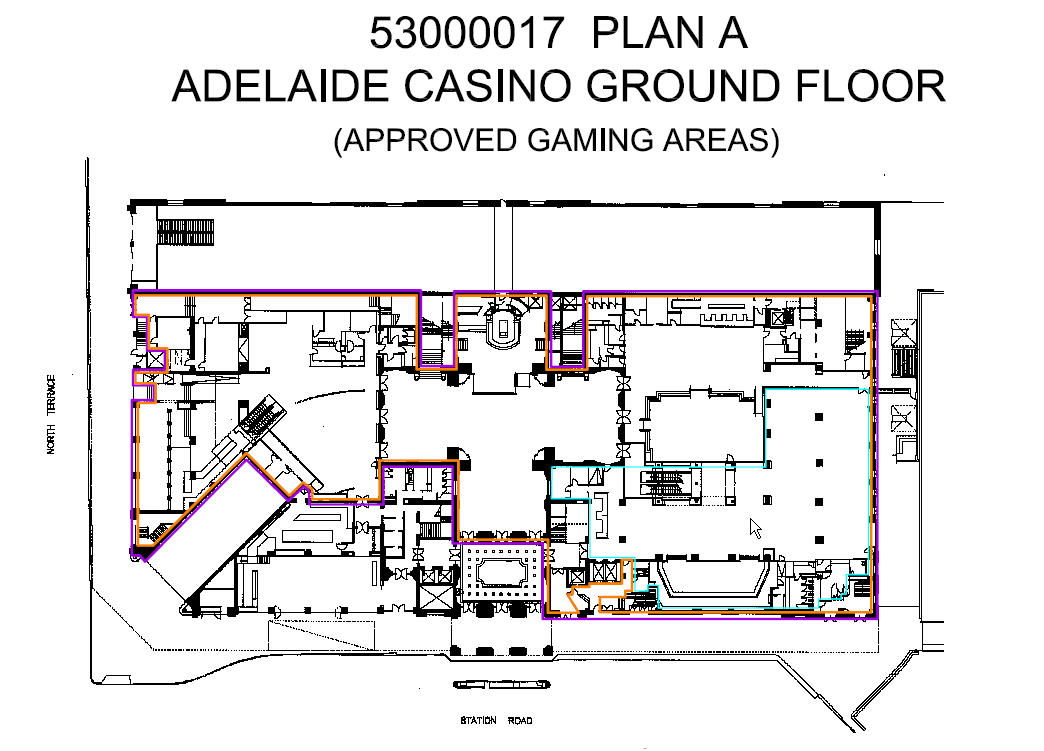 53000017 PLAN A
ADELAIDE CASINO GROUND FLOOR
(APPROVED GAMING AREAS)
NORTH TERRACE
STATION ROAD